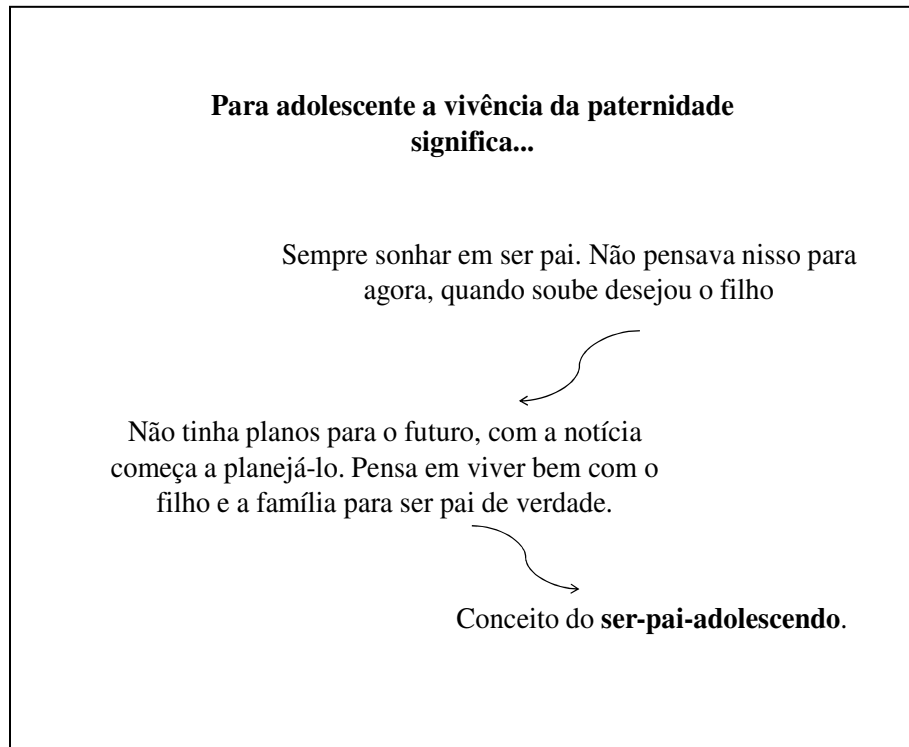 Para adolescente a vivência da paternidade
significa...
Sempre sonhar em ser pai. Não pensava nisso para
agora, quando soube desejou o filho
Não tinha planos para o futuro, com a notícia
começa a planejá-lo. Pensa em viver bem com o
filho e a família para ser pai de verdade.
Conceito do ser-pai-adolescendo.